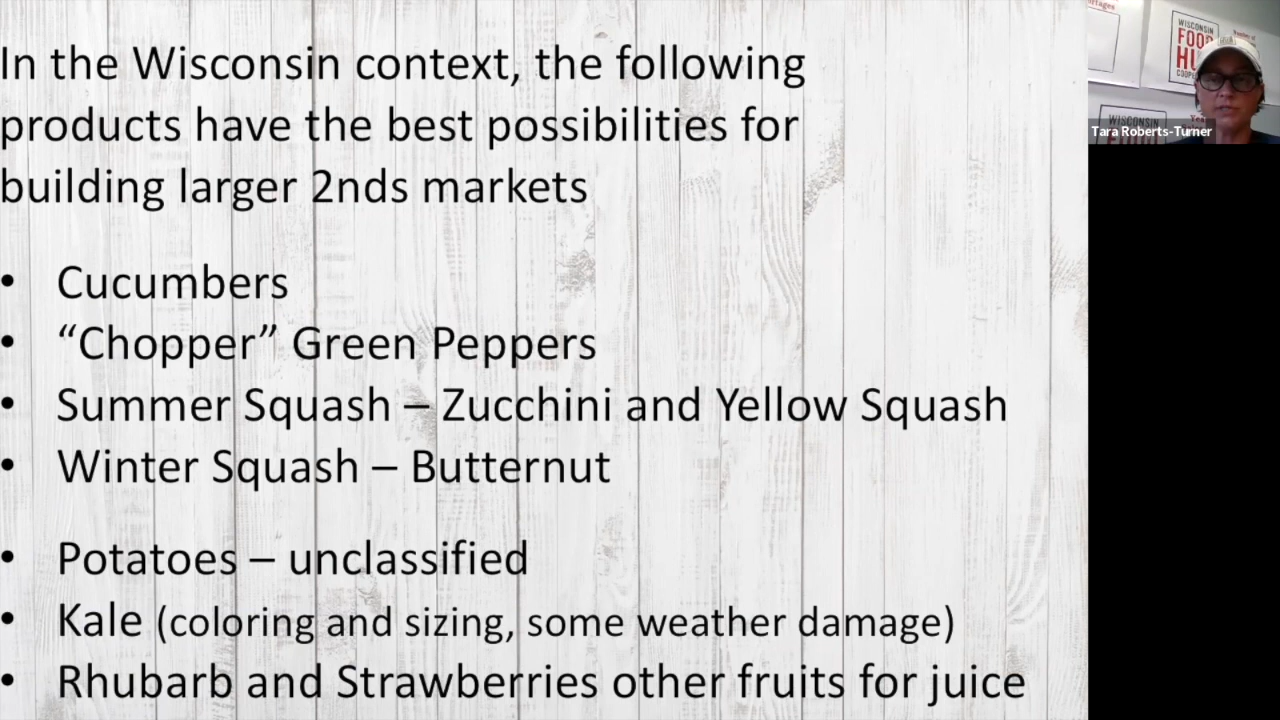 In the Wisconsin context, the following
products have the best possibilities for
building larger 2nds markets
• Cucumbers
• “Chopper” Green Peppers
• Summer Squash – Zucchini and Yellow Squash
• Winter Squash – Butternut
• Potatoes – unclassified
• Kale (coloring and sizing, some weather damage)
• Rhubarb and Strawberries other fruits for juice
WISCONSIN
Tara Roberts-Turner
WISCONSIN